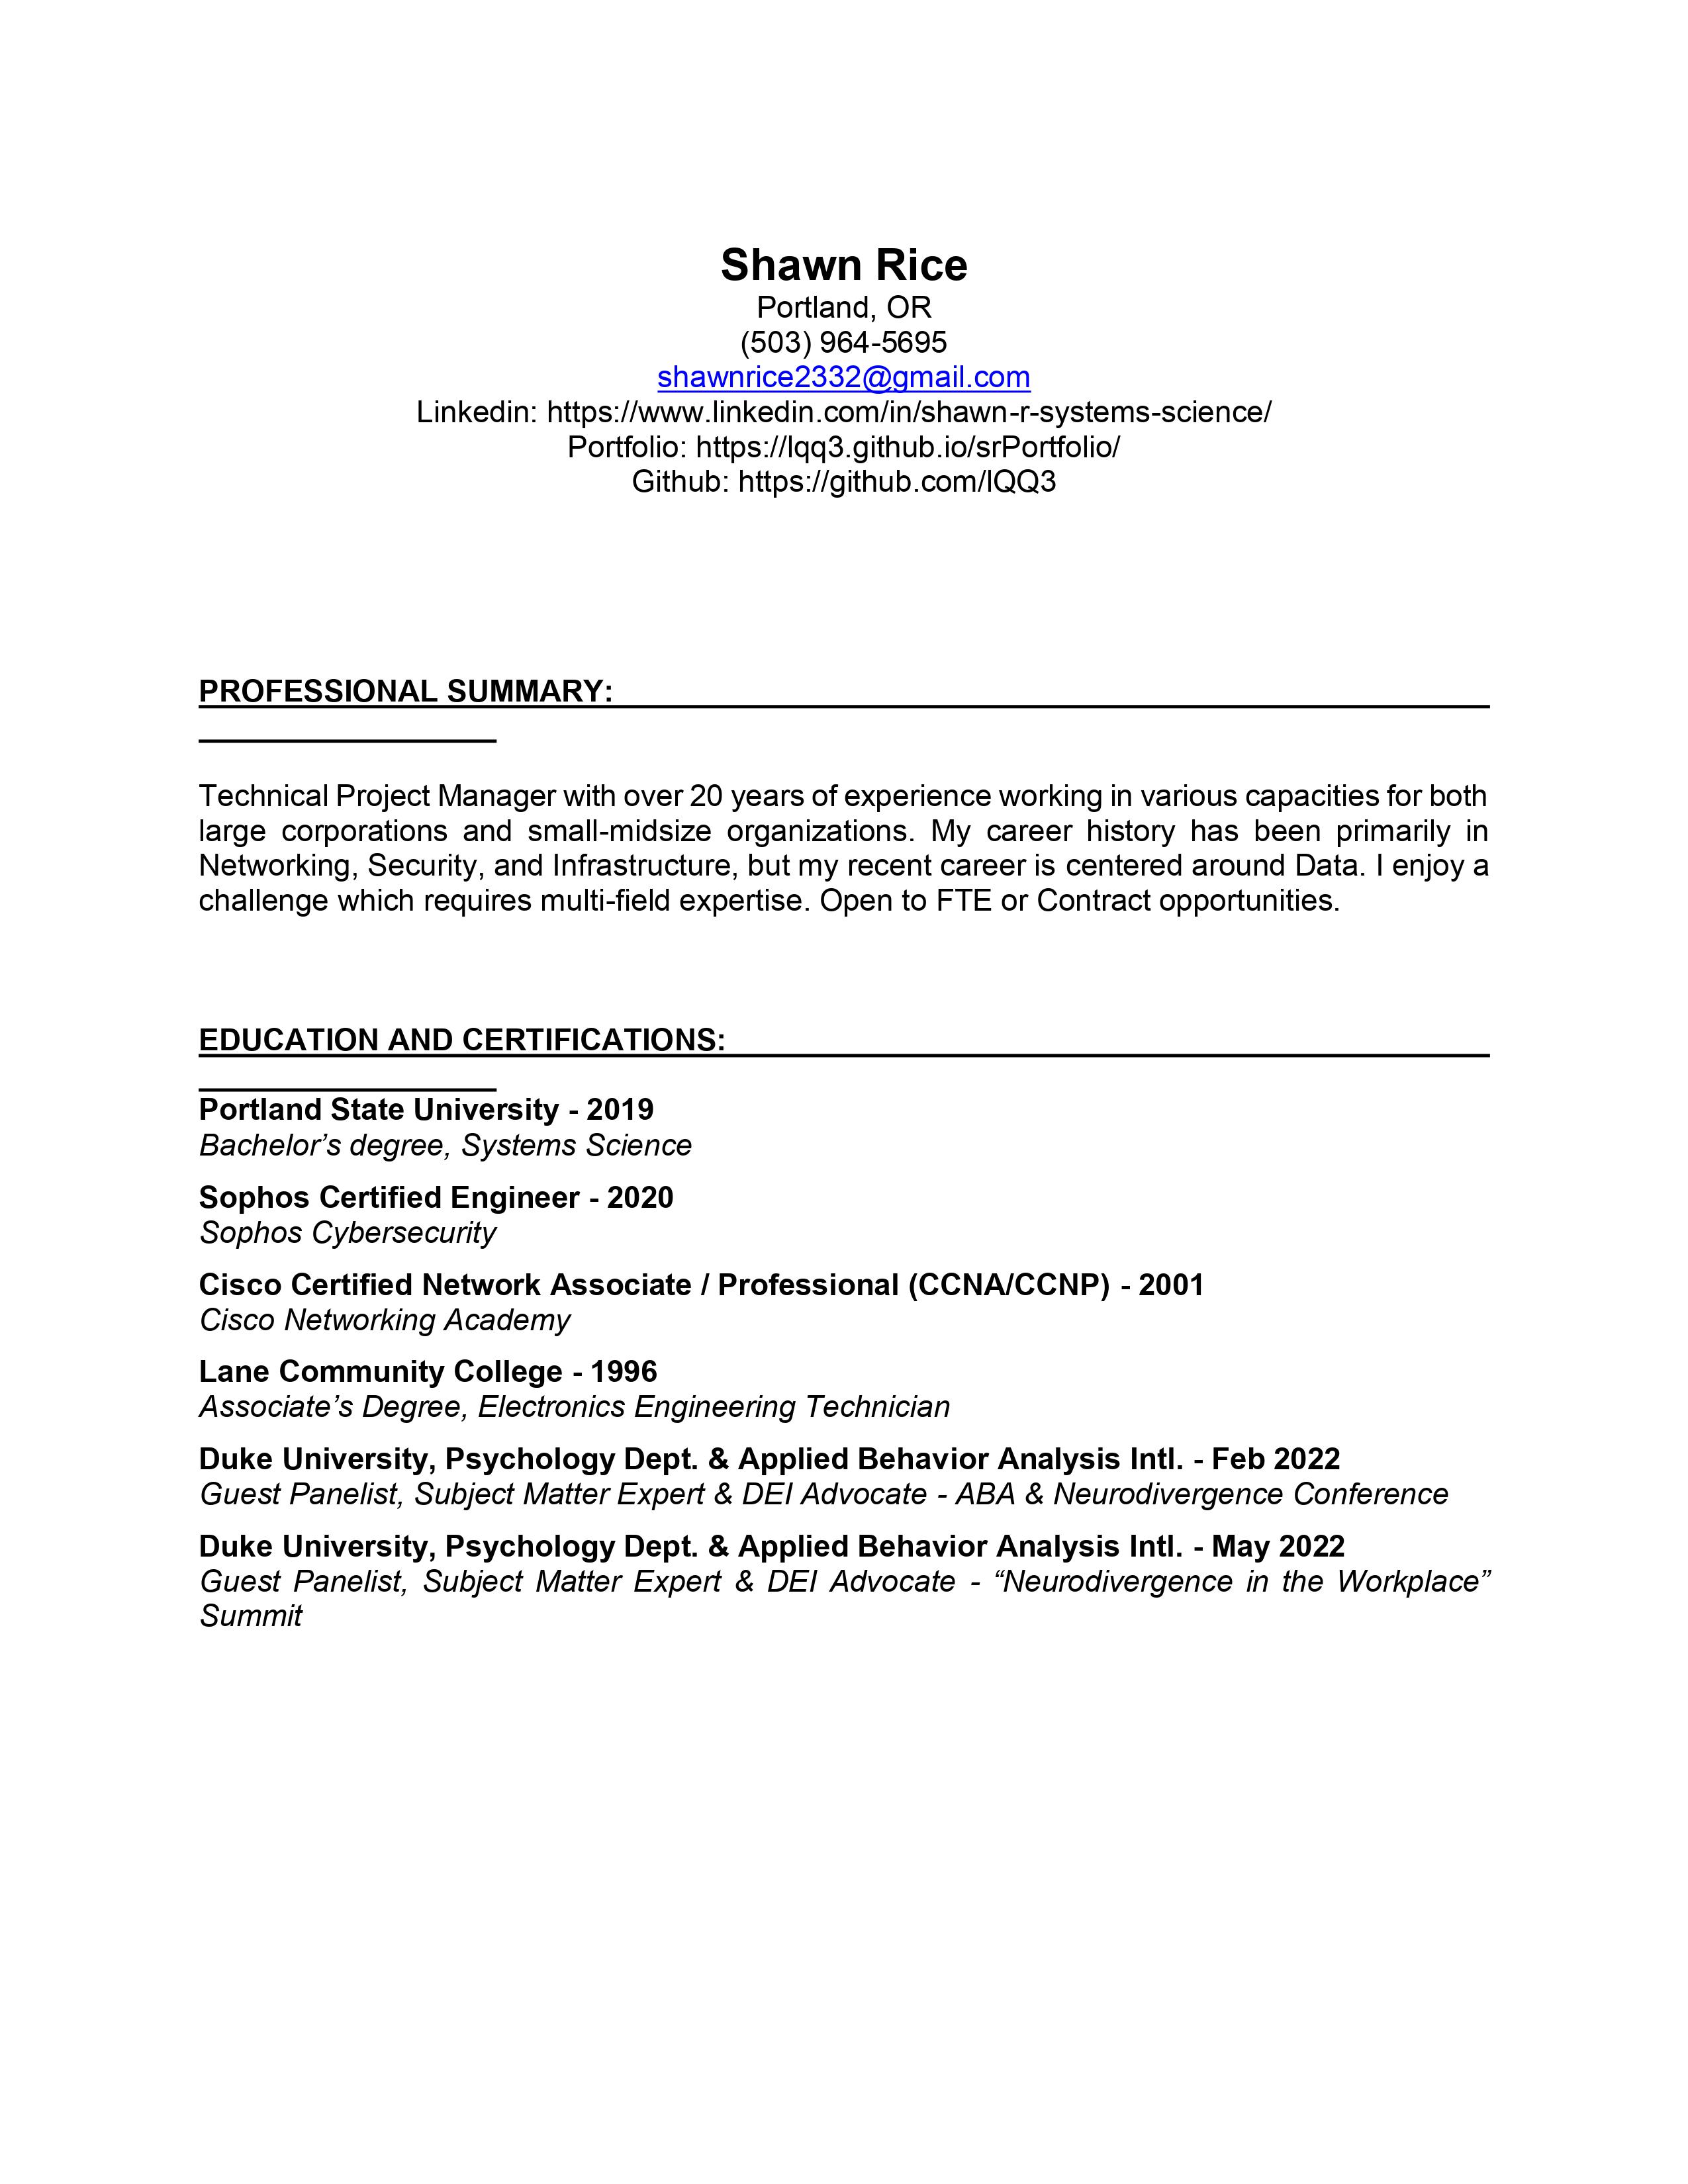 Shawn Rice
Portland, OR
(503) 964-5695
shawnrice2332@gmail.com
Linkedin: https://www.linkedin.com/in/shawn-r-systems-science/
Portfolio: https://lqq3.github.io/srPortfolio/
Github: https://github.com/lQQ3
PROFESSIONAL SUMMARY:
Technical Project Manager with over 20 years of experience working in various capacities for both
large corporations and small-midsize organizations. My career history has been primarily in
Networking, Security, and Infrastructure, but my recent career is centered around Data. I enjoy a
challenge which requires multi-field expertise. Open to FTE or Contract opportunities.
EDUCATION AND CERTIFICATIONS:
Portland State University - 2019
Bachelor’s degree, Systems Science
Sophos Certified Engineer - 2020
Sophos Cybersecurity
Cisco Certified Network Associate / Professional (CCNA/CCNP) - 2001
Cisco Networking Academy
Lane Community College - 1996
Associate’s Degree, Electronics Engineering Technician
Duke University, Psychology Dept. & Applied Behavior Analysis Intl. - Feb 2022
Guest Panelist, Subject Matter Expert & DEI Advocate - ABA & Neurodivergence Conference
Duke University, Psychology Dept. & Applied Behavior Analysis Intl. - May 2022
Guest Panelist, Subject Matter Expert & DEI Advocate - “Neurodivergence in the Workplace”
Summit